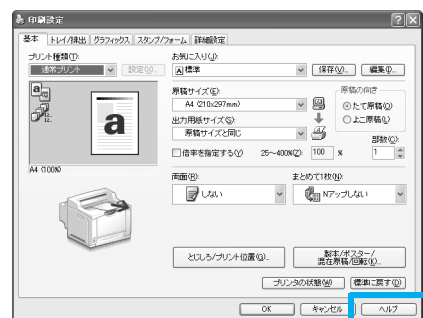 印刷設定
基本 トレイ/排出 グラフィックス スタンプ/フォーム 詳細設定
プリント種類(J): お気に入り(J):
通常プリント 設定(2)... A 標準 保存(V)... 編集(I)...
原稿サイズ(E): 原稿の向き
A4 (210x297mm) たて原稿(O)
出力用紙サイズ(S): よこ原稿(L)
原稿サイズと同じ 部数(C):
倍率を指定する(Y) 25～400%(Z): 100 % 1
a
12..
12..
a
A4 (100%)
両面(R): まとめて1枚(N):
しない Nアップしない
とじしろ/プリント位置(G)... 製本/ポスター/
混在原稿/回転(K)...
プリンタの状態(W) 標準に戻す(D)
OK キャンセル ヘルプ